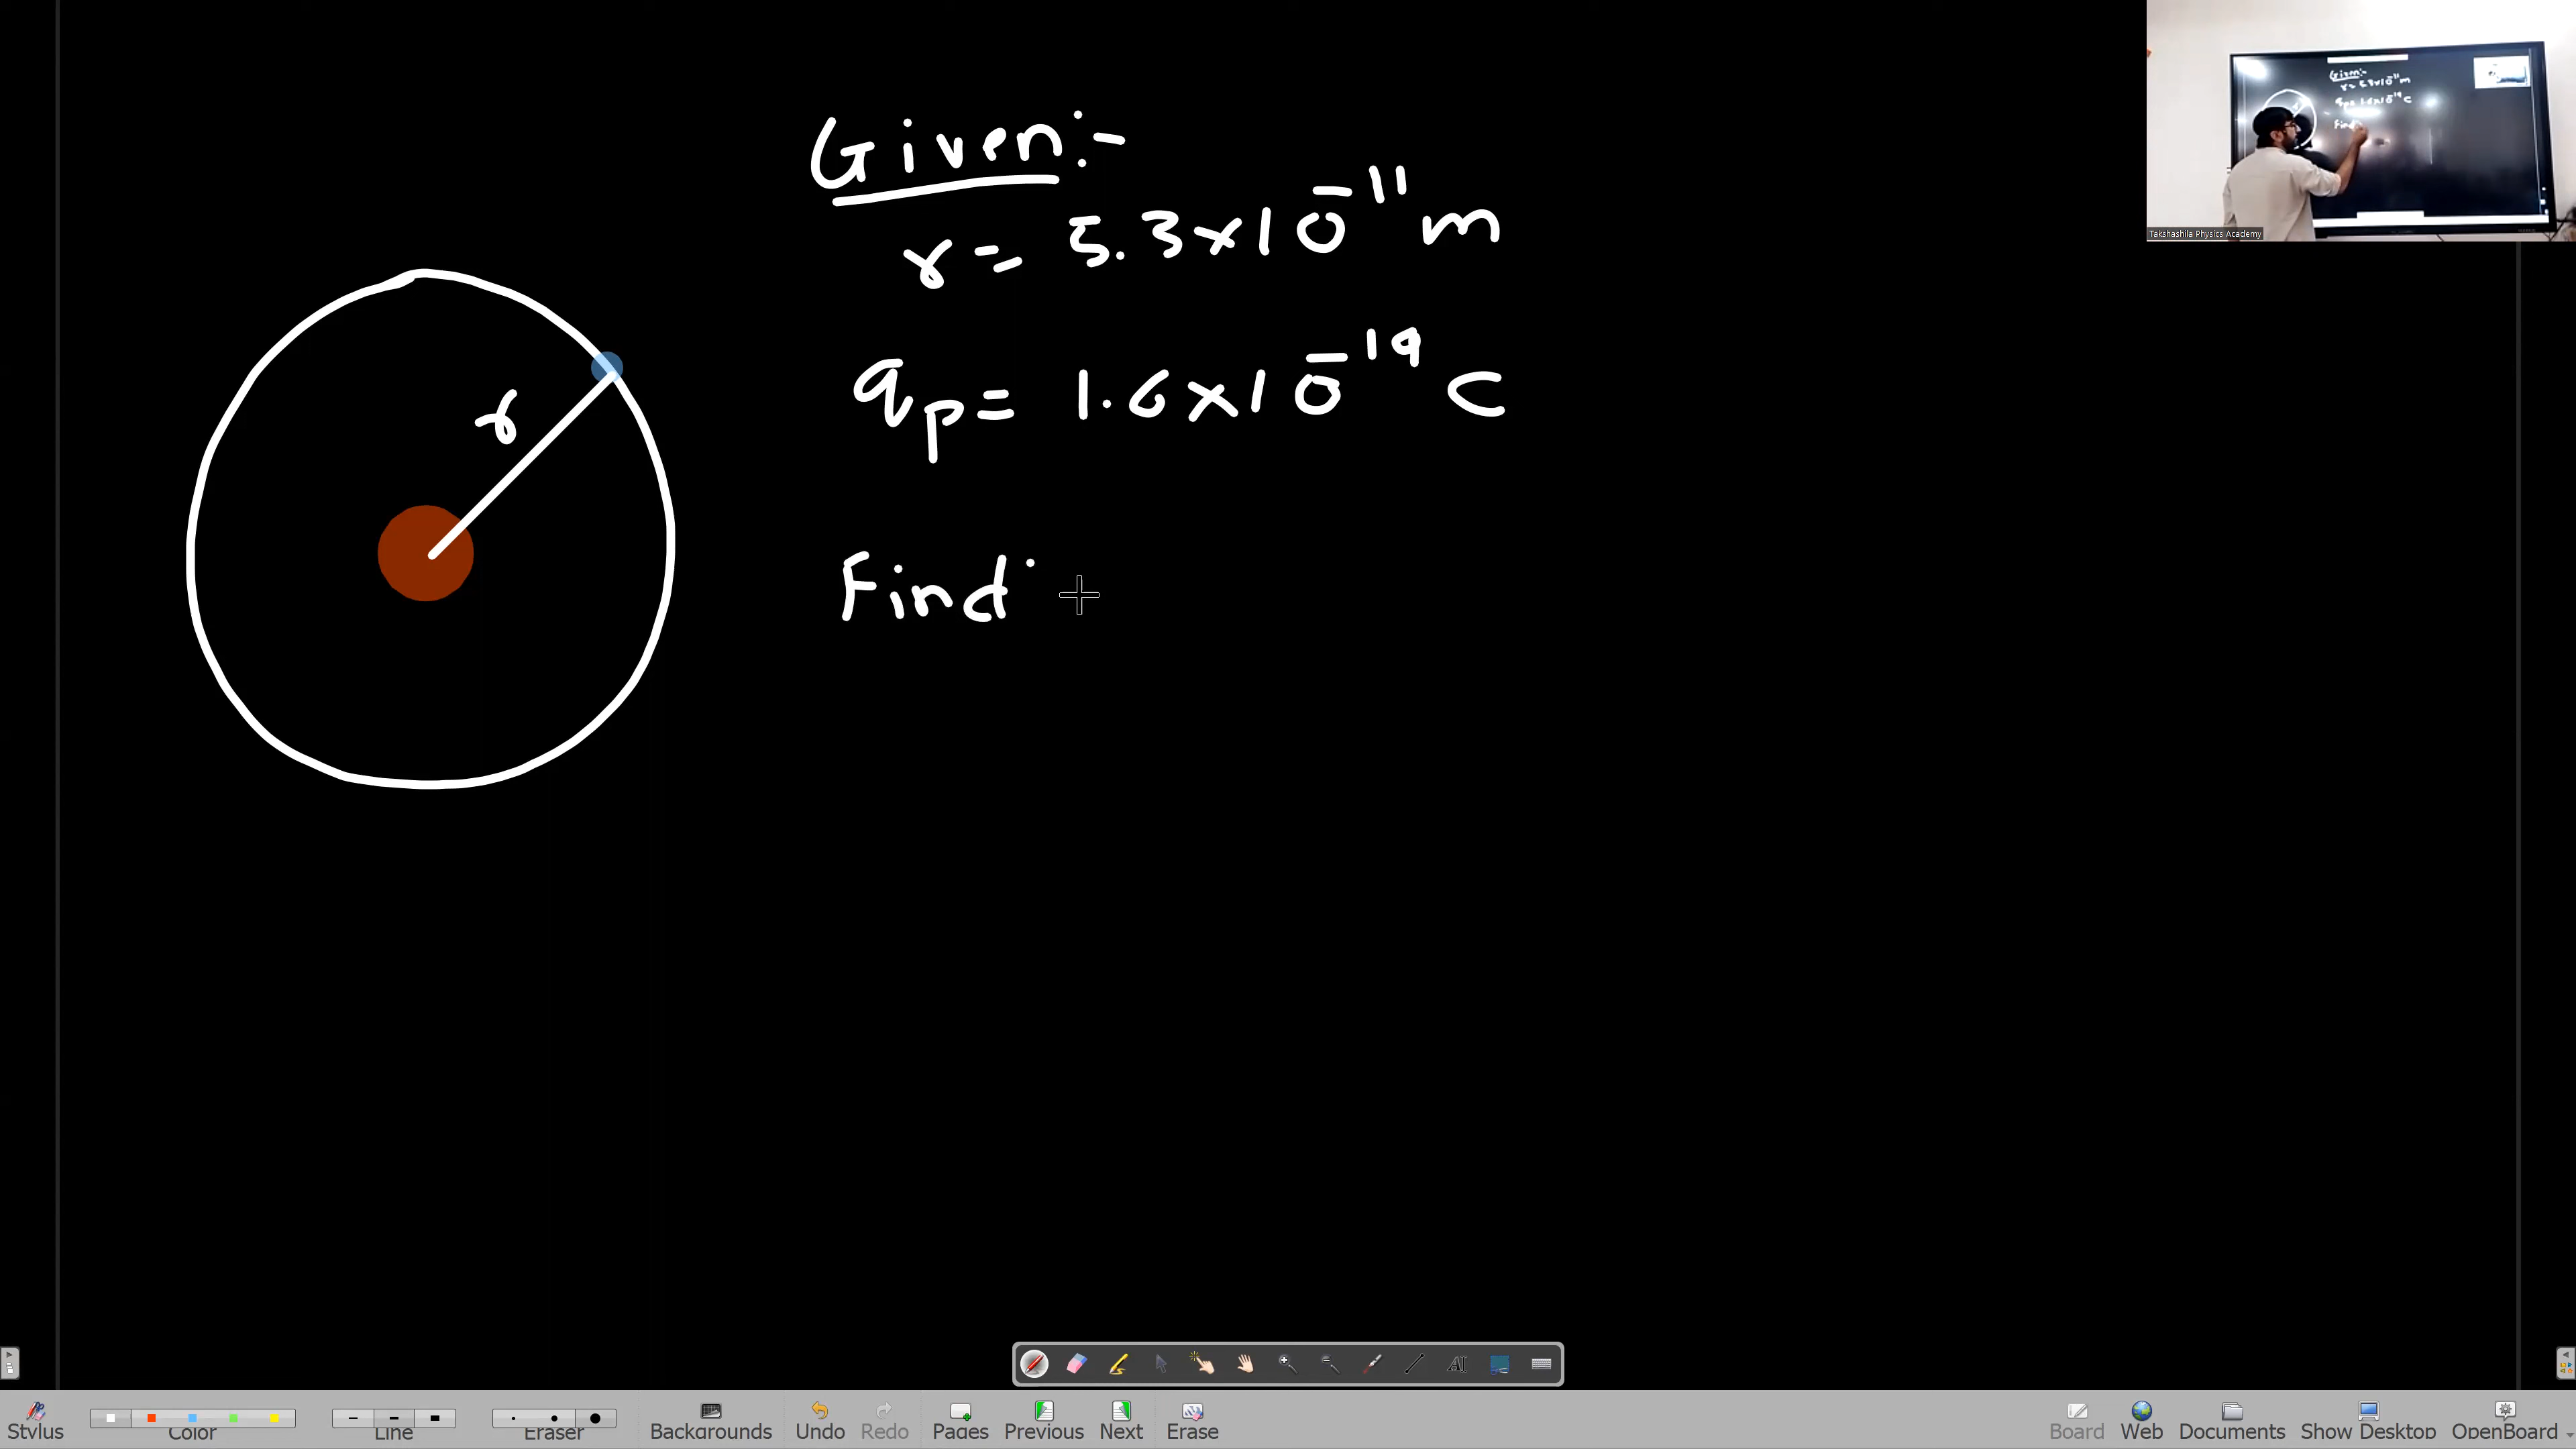 Given:-
r = 5.3×10⁻¹¹ m
r
qp = 1.6×10⁻¹⁹ C
Find
Takshashila Physics Academy
Stylus Color Line Eraser Backgrounds Undo Redo Pages Previous Next Erase Board Web Documents Show Desktop OpenBoard